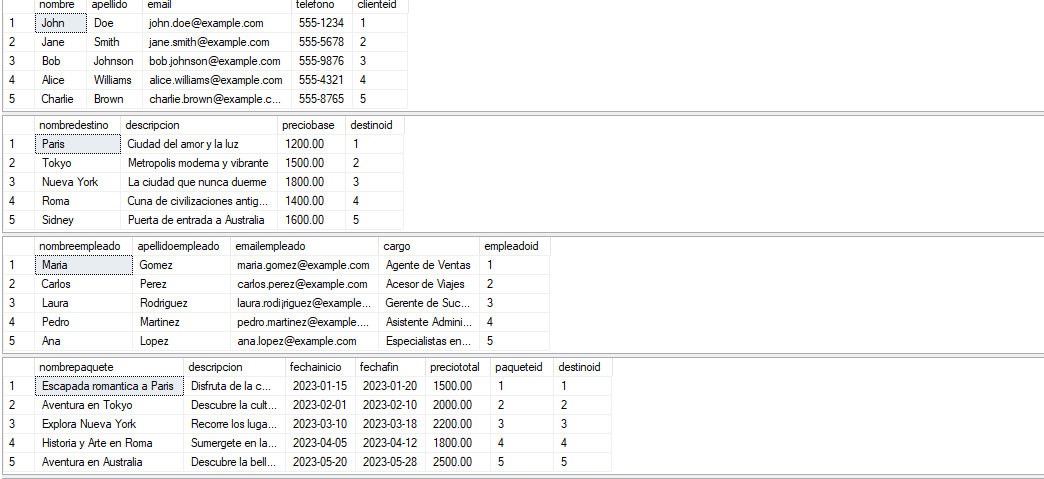 nombre apellido email telefono clienteid
1 John Doe john.doe@example.com 555-1234 1
2 Jane Smith jane.smith@example.com 555-5678 2
3 Bob Johnson bob.johnson@example.com 555-9876 3
4 Alice Williams alice.williams@example.com 555-4321 4
5 Charlie Brown charlie.brown@example.c... 555-8765 5
nombredestino descripcion preciobase destinoid
1 Paris Ciudad del amor y la luz 1200.00 1
2 Tokyo Metropolis moderna y vibrante 1500.00 2
3 Nueva York La ciudad que nunca duerme 1800.00 3
4 Roma Cuna de civilizaciones antig... 1400.00 4
5 Sidney Puerta de entrada a Australia 1600.00 5
nombreempleado apellidoempleado emailempleado cargo empleadoid
1 Maria Gomez maria.gomez@example.com Agente de Ventas 1
2 Carlos Perez carlos.perez@example.com Acesor de Viajes 2
3 Laura Rodriguez laura.rodi¡riguez@example... Gerente de Suc... 3
4 Pedro Martinez pedro.martinez@example.... Asistente Admini... 4
5 Ana Lopez ana.lopez@example.com Especialistas en... 5
nombrepaquete descripcion fechainicio fechafin preciototal paqueteid destinoid
1 Escapada romantica a Paris Disfruta de la c... 2023-01-15 2023-01-20 1500.00 1 1
2 Aventura en Tokyo Descubre la cult... 2023-02-01 2023-02-10 2000.00 2 2
3 Explora Nueva York Recorre los luga... 2023-03-10 2023-03-18 2200.00 3 3
4 Historia y Arte en Roma Sumergete en la... 2023-04-05 2023-04-12 1800.00 4 4
5 Aventura en Australia Descubre la bell... 2023-05-20 2023-05-28 2500.00 5 5